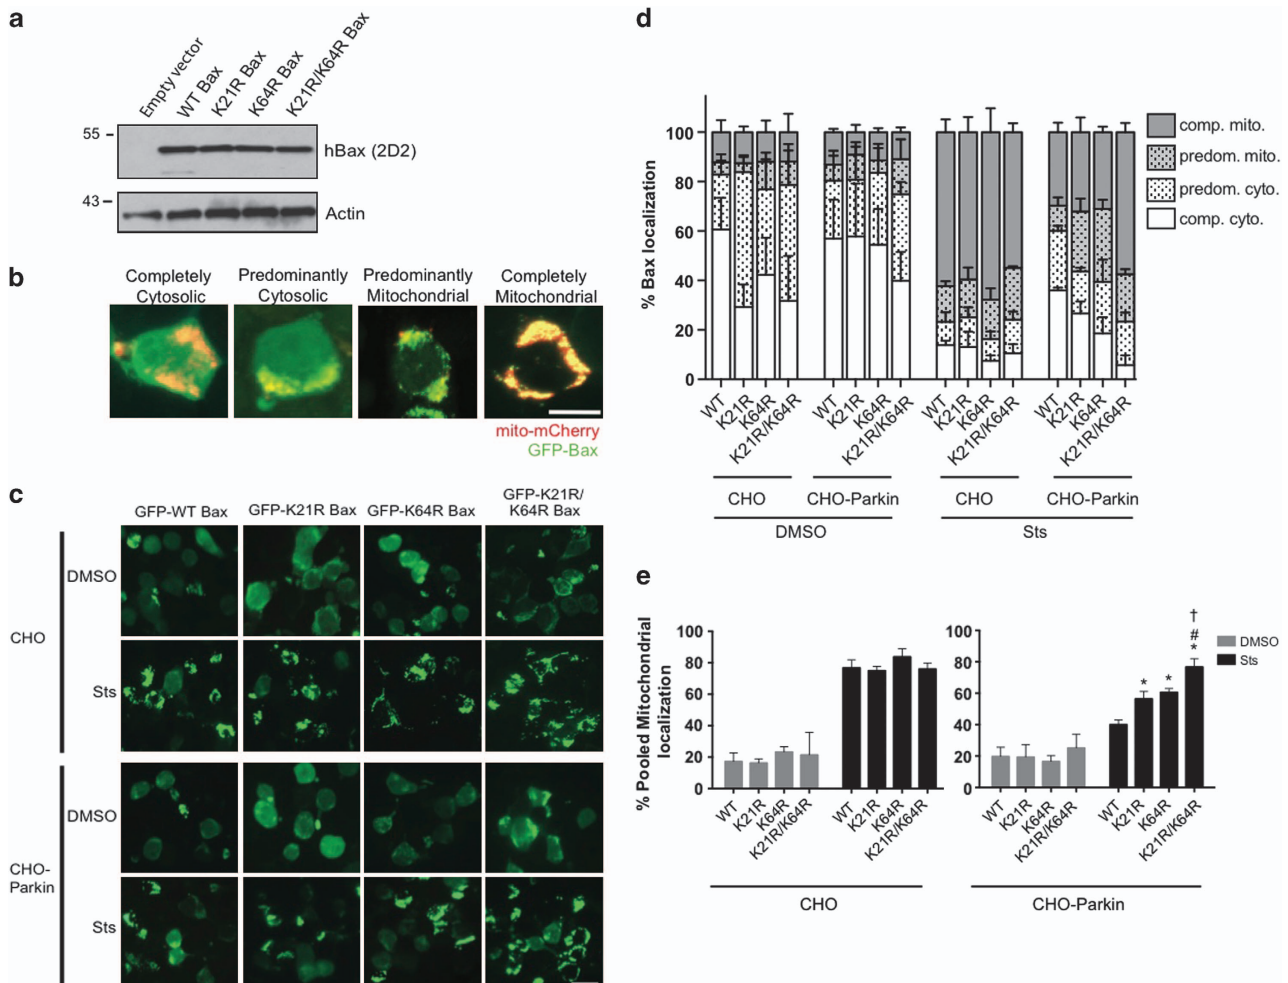 a
Empty vector
WT Bax
K21R Bax
K64R Bax
K21R/K64R Bax
55
hBax (2D2)
43
Actin
b
Completely Cytosolic
Predominantly Cytosolic
Predominantly Mitochondrial
Completely Mitochondrial
mito-mCherry
GFP-Bax
c
GFP-WT Bax
GFP-K21R Bax
GFP-K64R Bax
GFP-K21R/
K64R Bax
CHO
DMSO
Sts
CHO-
Parkin
DMSO
Sts
d
% Bax localization
100
80
60
40
20
0
comp. mito.
predom. mito.
predom. cyto.
comp. cyto.
WT
K21R
K64R
K21R/K64R
WT
K21R
K64R
K21R/K64R
WT
K21R
K64R
K21R/K64R
WT
K21R
K64R
K21R/K64R
CHO
CHO-Parkin
CHO
CHO-Parkin
DMSO
Sts
e
% Pooled Mitochondrial
localization
100
80
60
40
20
0
WT
K21R
K64R
K21R/K64R
WT
K21R
K64R
K21R/K64R
CHO
100
80
60
40
20
0
*
*
†
#
*
DMSO
Sts
WT
K21R
K64R
K21R/K64R
WT
K21R
K64R
K21R/K64R
CHO-Parkin